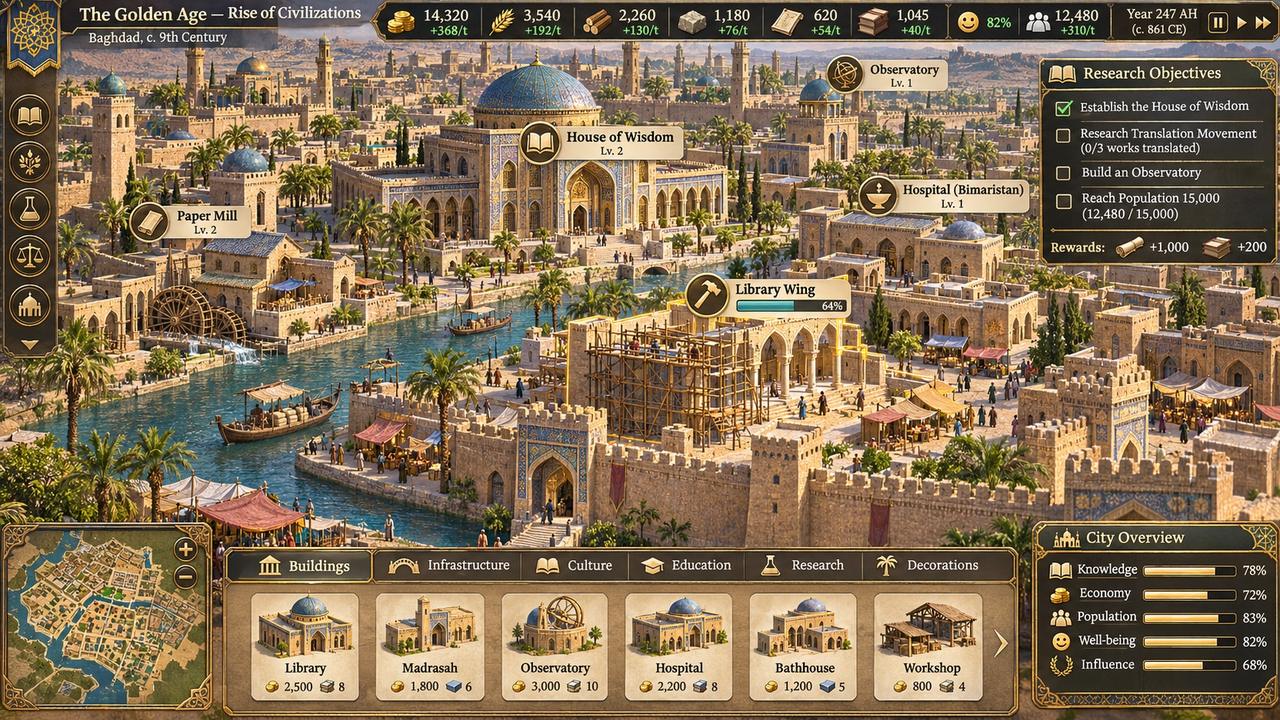 The Golden Age — Rise of Civilizations
Baghdad, c. 9th Century
14,320
+368/t
3,540
+192/t
2,260
+130/t
1,180
+76/t
620
+54/t
1,045
+40/t
82%
12,480
+310/t
Year 247 AH
(c. 861 CE)
Observatory
Lv. 1
House of Wisdom
Lv. 2
Hospital (Bimaristan)
Lv. 1
Paper Mill
Lv. 2
Library Wing
64%
Research Objectives
Establish the House of Wisdom
Research Translation Movement
(0/3 works translated)
Build an Observatory
Reach Population 15,000
(12,480 / 15,000)
Rewards: +1,000 +200
Buildings
Infrastructure
Culture
Education
Research
Decorations
Library
2,500 8
Madrasah
1,800 6
Observatory
3,000 10
Hospital
2,200 8
Bathhouse
1,200 5
Workshop
800 4
City Overview
Knowledge 78%
Economy 72%
Population 83%
Well-being 82%
Influence 68%